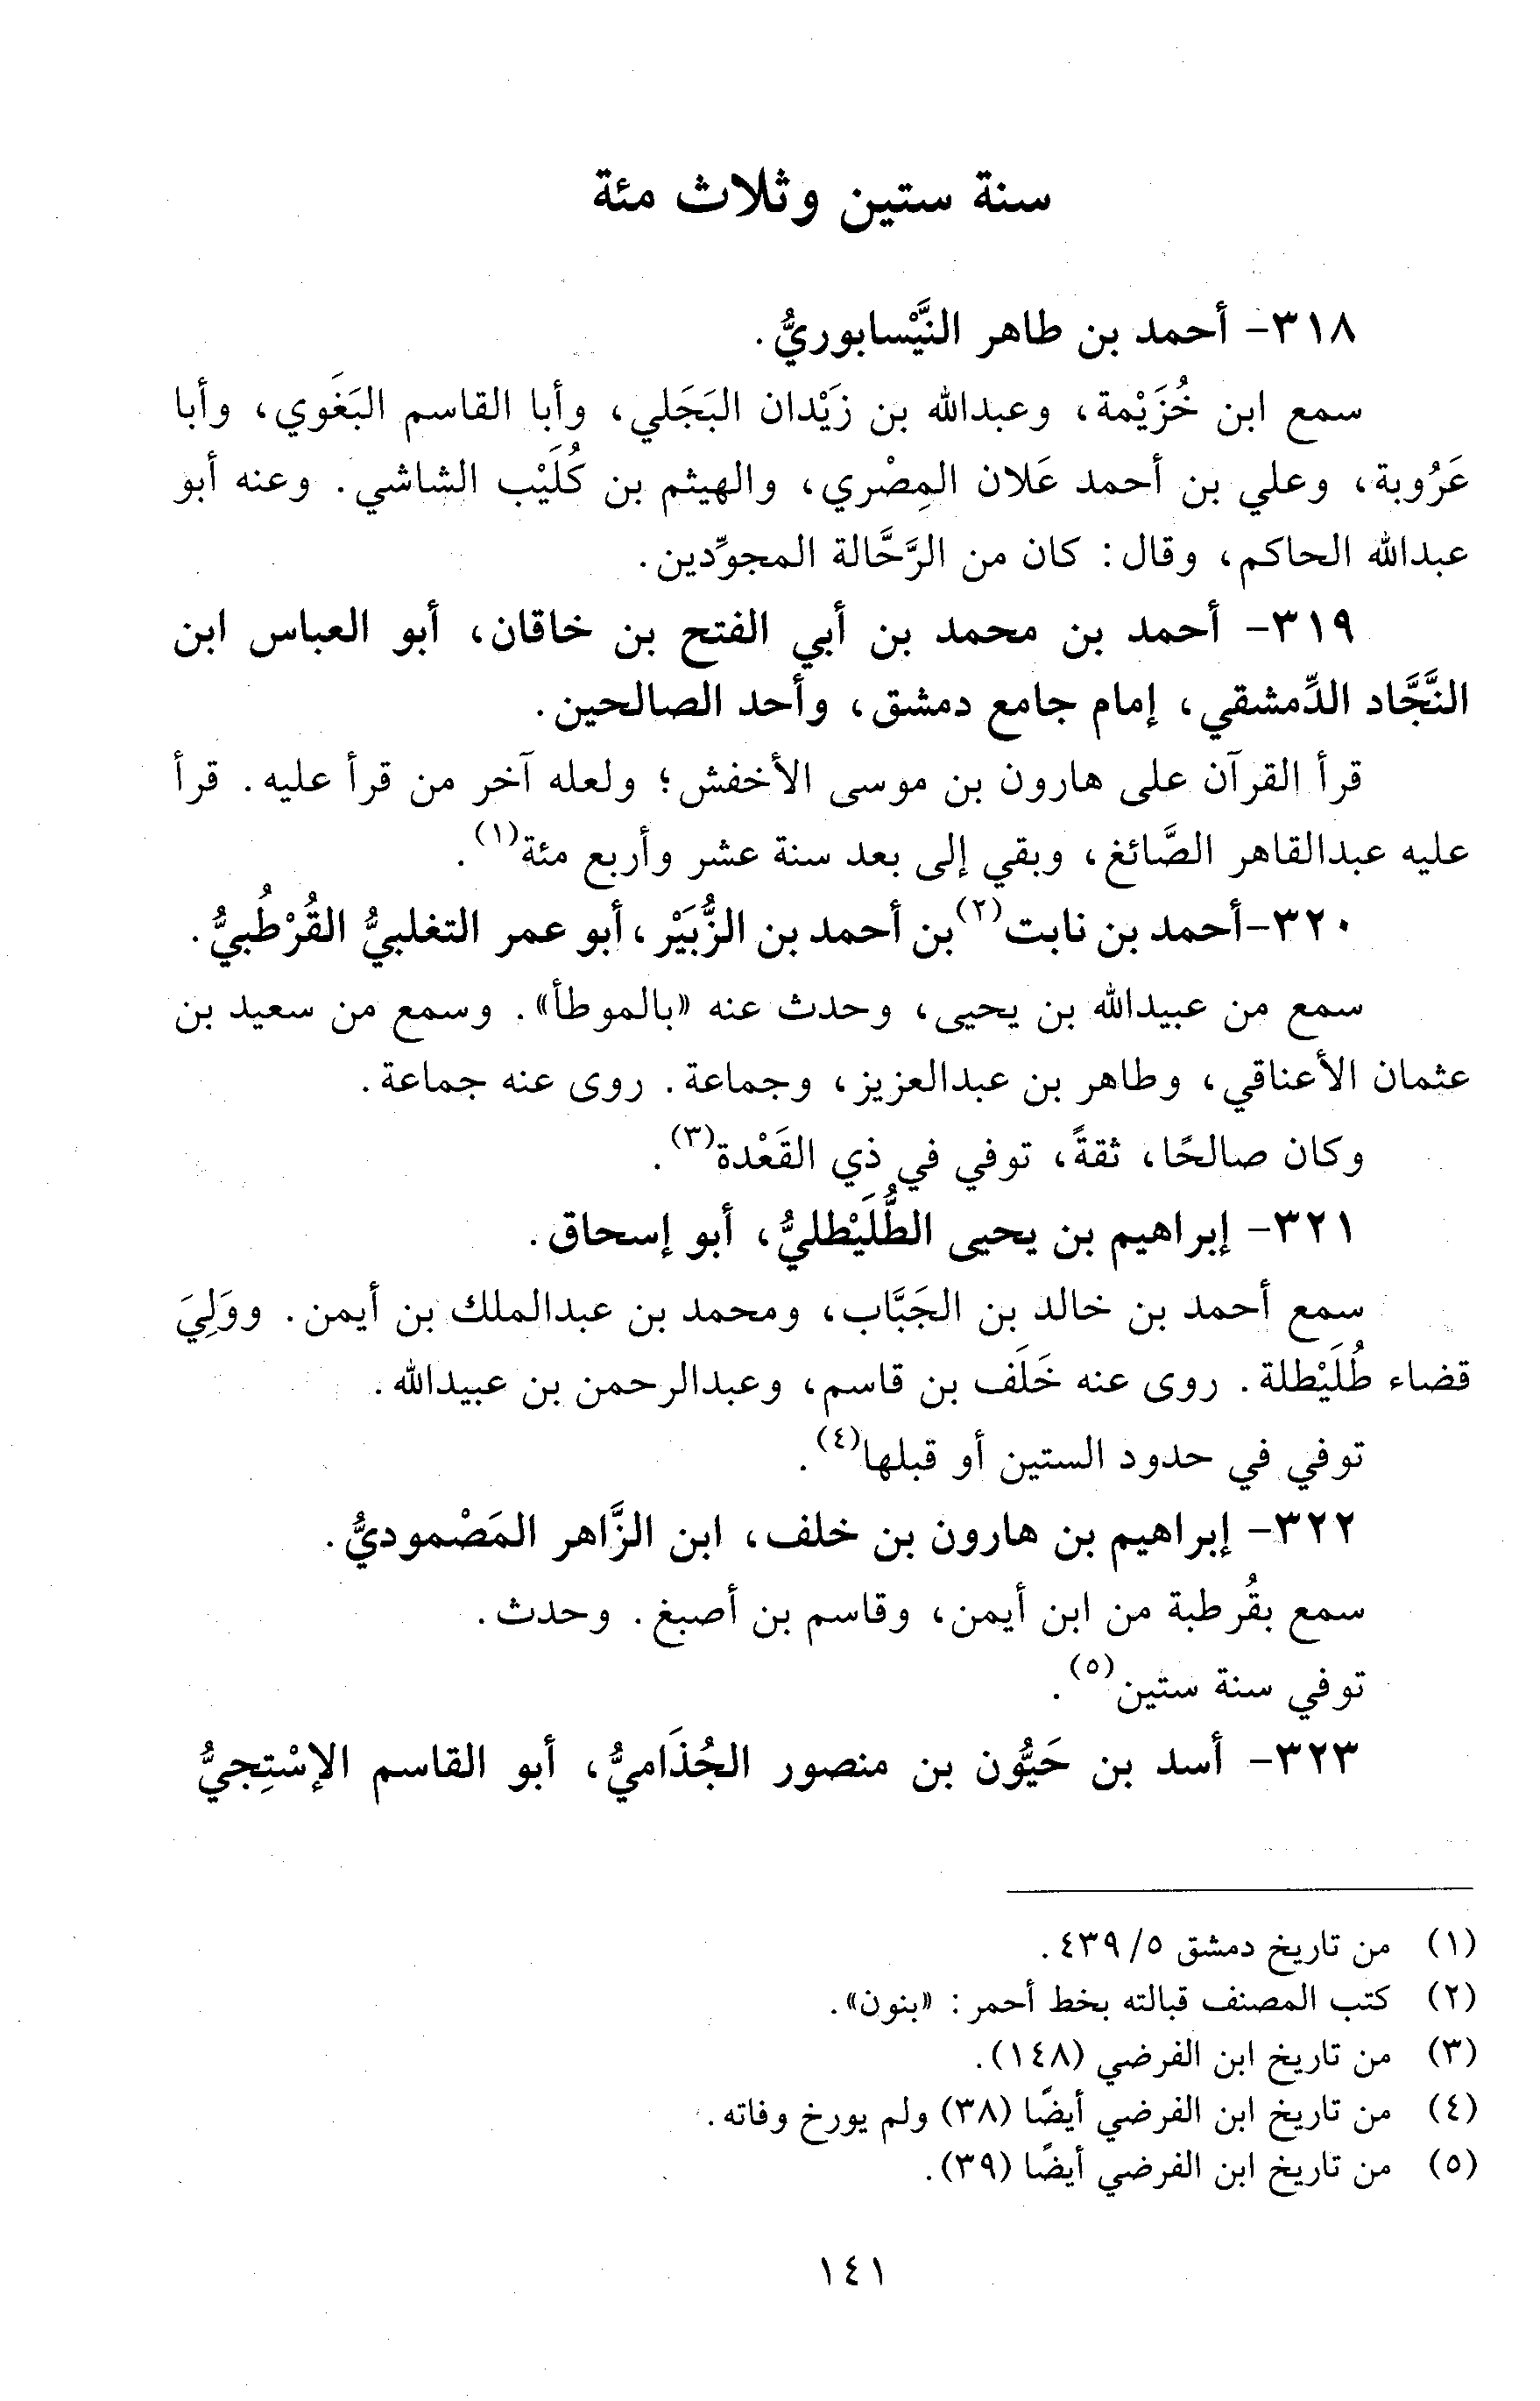 سنة ستين وثلاث مئة
٣١٨- أحمد بن طاهر النَّيْسابوريُّ.
سمع ابن خُزَيْمة، وعبدالله بن زَيْدان البَجَلي، وأبا القاسم البَغَوي، وأبا
عَرُوبة، وعلي بن أحمد عَلان المِصْري، والهيثم بن كُلَيْب الشاشي. وعنه أبو
عبدالله الحاكم، وقال: كان من الرَّحَّالة المجوِّدين.
٣١٩- أحمد بن محمد بن أبي الفتح بن خاقان، أبو العباس ابن
النَّجَّاد الدِّمشقي، إمام جامع دمشق، وأحد الصالحين.
قرأ القرآن على هارون بن موسى الأخفش؛ ولعله آخر من قرأ عليه. قرأ
عليه عبدالقاهر الصَّائغ، وبقي إلى بعد سنة عشر وأربع مئة(١).
٣٢٠-أحمد بن نابت(٢)بن أحمد بن الزُّبَيْر، أبو عمر التغلبيُّ القُرْطُبيُّ.
سمع من عبيدالله بن يحيى، وحدث عنه «بالموطأ». وسمع من سعيد بن
عثمان الأعناقي، وطاهر بن عبدالعزيز، وجماعة. روى عنه جماعة.
وكان صالحًا، ثقةً، توفي في ذي القَعْدة(٣).
٣٢١- إبراهيم بن يحيى الطُّلَيْطليُّ، أبو إسحاق.
سمع أحمد بن خالد بن الجَبَّاب، ومحمد بن عبدالملك بن أيمن. ووَلِيَ
قضاء طُلَيْطلة. روى عنه خَلَف بن قاسم، وعبدالرحمن بن عبيدالله.
توفي في حدود الستين أو قبلها(٤).
٣٢٢- إبراهيم بن هارون بن خلف، ابن الزَّاهر المَصْموديُّ.
سمع بقُرطبة من ابن أيمن، وقاسم بن أصبغ. وحدث.
توفي سنة ستين(٥).
٣٢٣- أسد بن حَيُّون بن منصور الجُذَاميُّ، أبو القاسم الإسْتِجيُّ
(١) من تاريخ دمشق ٥/ ٤٣٩.
(٢) كتب المصنف قبالته بخط أحمر: «بنون».
(٣) من تاريخ ابن الفرضي (١٤٨).
(٤) من تاريخ ابن الفرضي أيضًا (٣٨) ولم يورخ وفاته.
(٥) من تاريخ ابن الفرضي أيضًا (٣٩).
١٤١